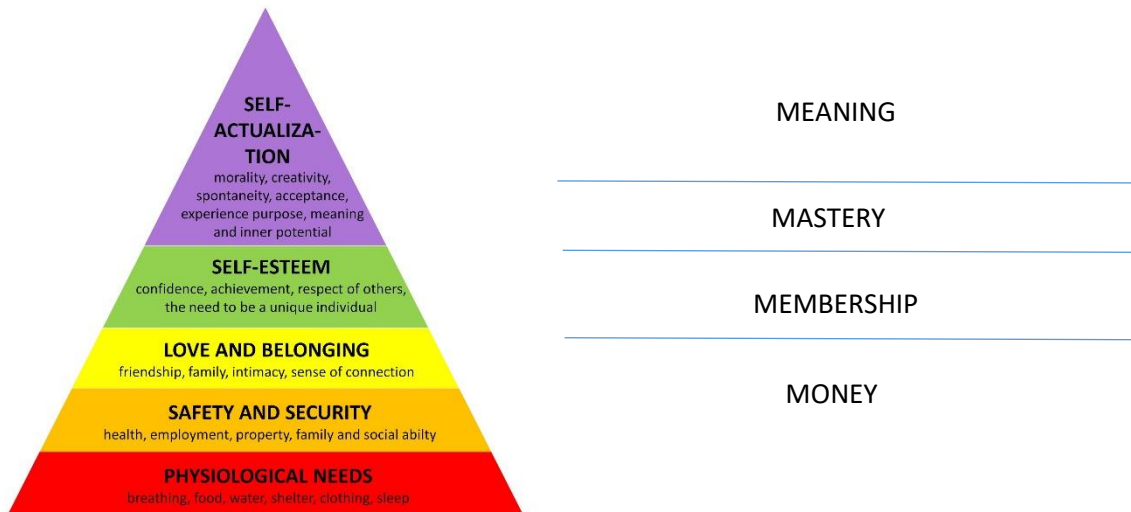 SELF-
ACTUALIZA-
TION
morality, creativity,
spontaneity, acceptance,
experience purpose, meaning
and inner potential
SELF-ESTEEM
confidence, achievement, respect of others,
the need to be a unique individual
LOVE AND BELONGING
friendship, family, intimacy, sense of connection
SAFETY AND SECURITY
health, employment, property, family and social abilty
PHYSIOLOGICAL NEEDS
breathing, food, water, shelter, clothing, sleep
MEANING
MASTERY
MEMBERSHIP
MONEY